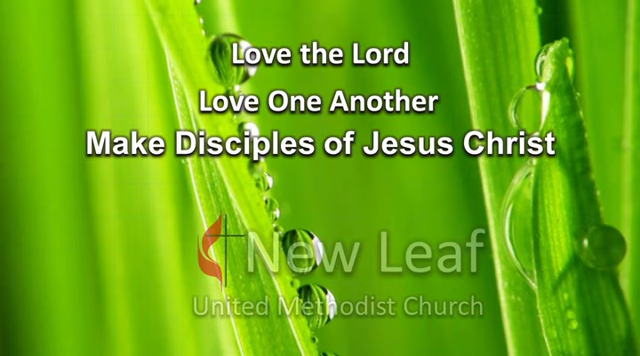 Love the Lord
Love One Another
Make Disciples of Jesus Christ
New Leaf
United Methodist Church